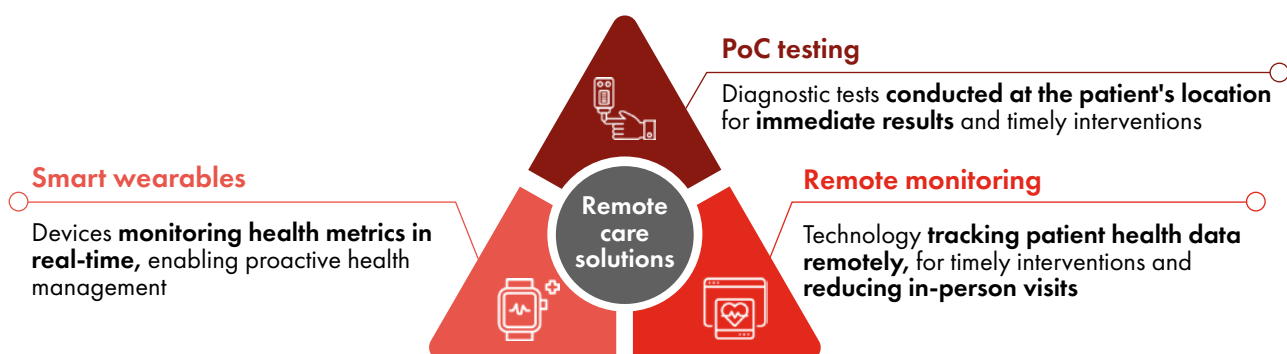 PoC testing
Diagnostic tests conducted at the patient's location
for immediate results and timely interventions
Smart wearables
Devices monitoring health metrics in
real-time, enabling proactive health
management
Remote
care
solutions
Remote monitoring
Technology tracking patient health data
remotely, for timely interventions and
reducing in-person visits